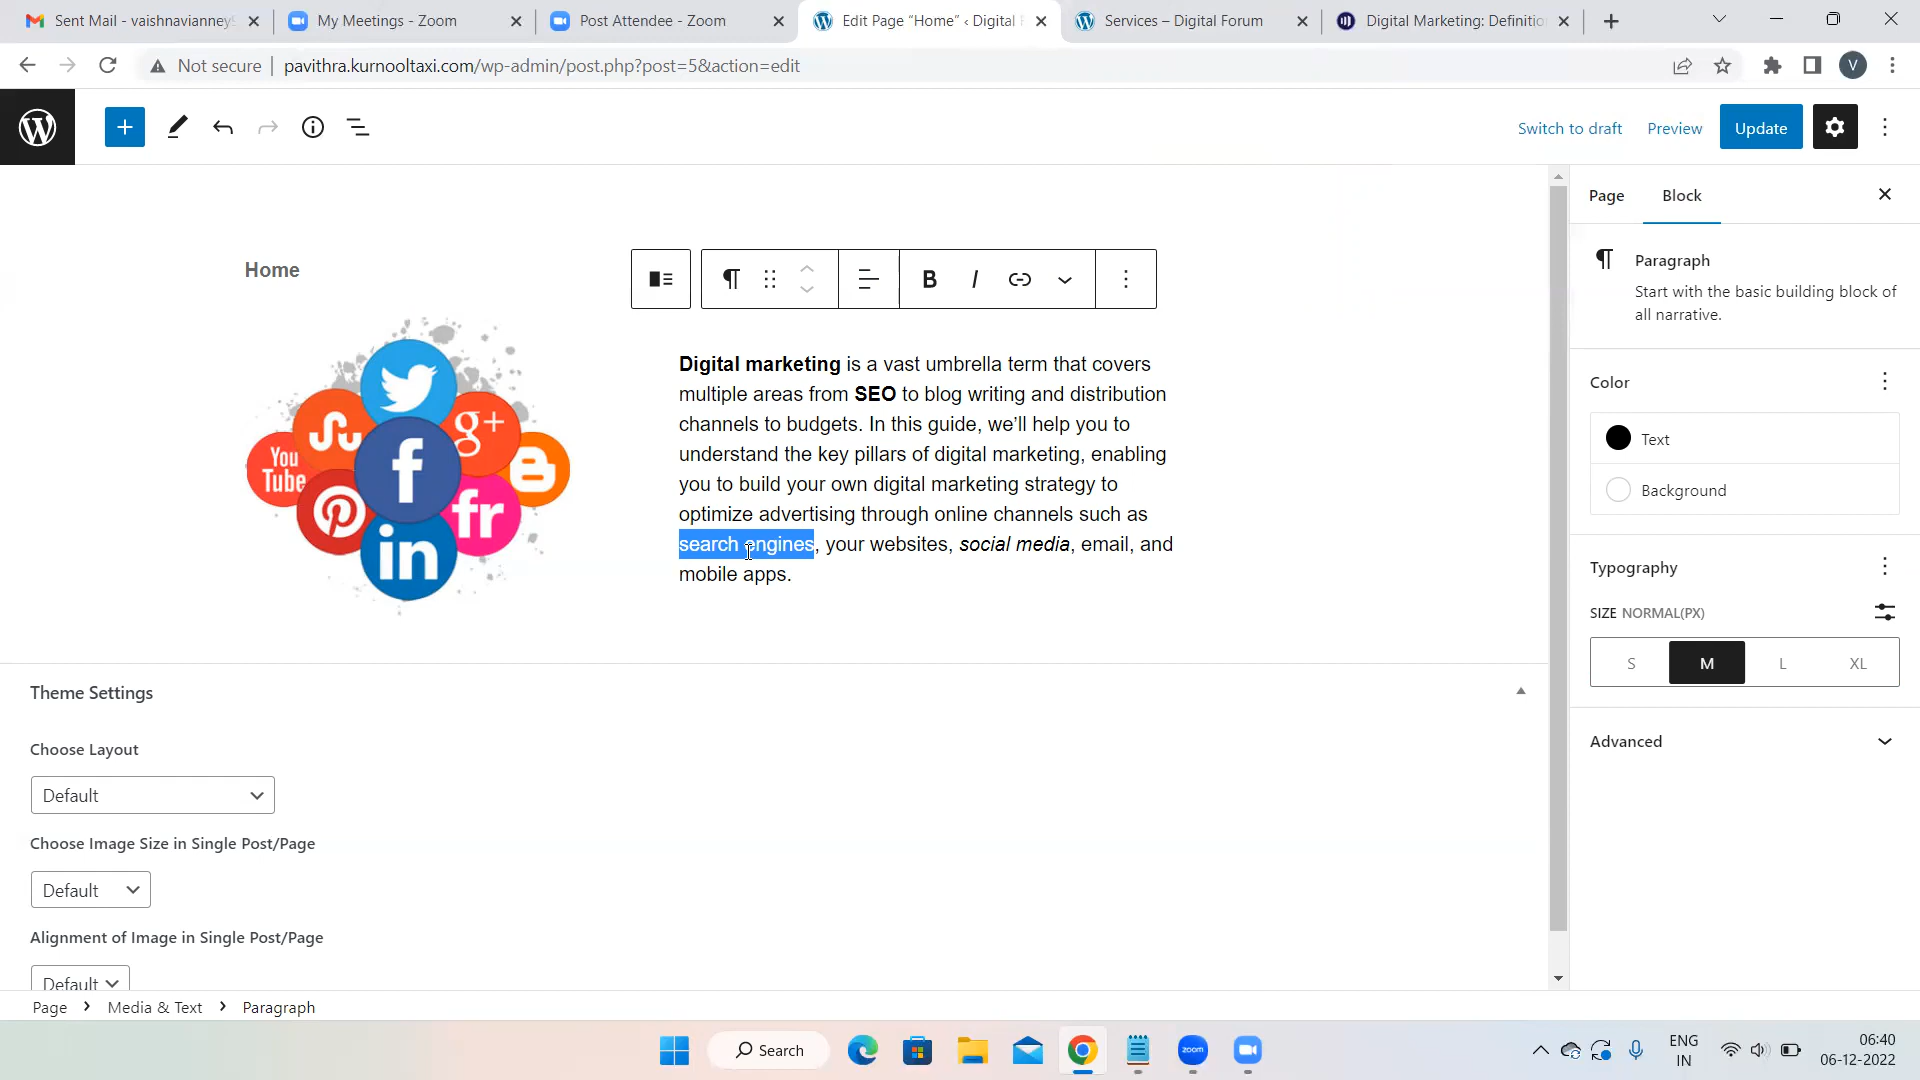 Sent Mail - vaishnavianney
My Meetings - Zoom
Post Attendee - Zoom
Edit Page “Home” ‹ Digital F
Services – Digital Forum
Digital Marketing: Definitio
Not secure
pavithra.kurnooltaxi.com/wp-admin/post.php?post=5&action=edit
V
Switch to draft
Preview
Update
Page
Block
Home
B
I
Paragraph
Start with the basic building block of
all narrative.
Digital marketing is a vast umbrella term that covers
multiple areas from SEO to blog writing and distribution
channels to budgets. In this guide, we’ll help you to
understand the key pillars of digital marketing, enabling
you to build your own digital marketing strategy to
optimize advertising through online channels such as
search engines, your websites, social media, email, and
mobile apps.
You
Tube
g+
f
fr
in
Color
Text
Background
Typography
SIZE NORMAL(PX)
S
M
L
XL
Advanced
Theme Settings
Choose Layout
Default
Choose Image Size in Single Post/Page
Default
Alignment of Image in Single Post/Page
Default
Page
Media & Text
Paragraph
Search
zoom
ENG
IN
06:40
06-12-2022